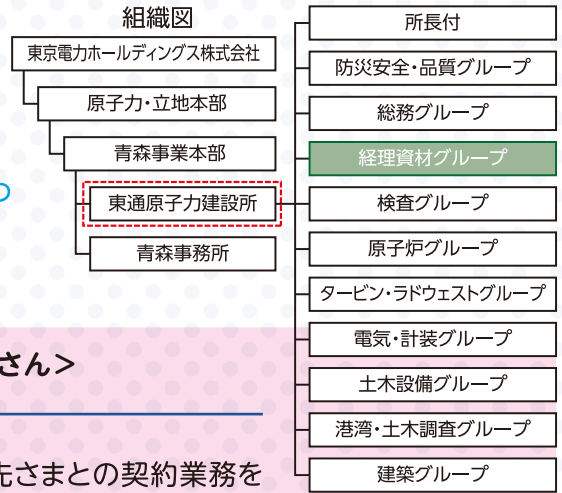 組織図
東京電力ホールディングス株式会社
原子力・立地本部
青森事業本部
東通原子力建設所
青森事務所
所長付
防災安全・品質グループ
総務グループ
経理資材グループ
検査グループ
原子炉グループ
タービン・ラドウェストグループ
電気・計装グループ
土木設備グループ
港湾・土木調査グループ
建築グループ
さん＞
先さまとの契約業務を